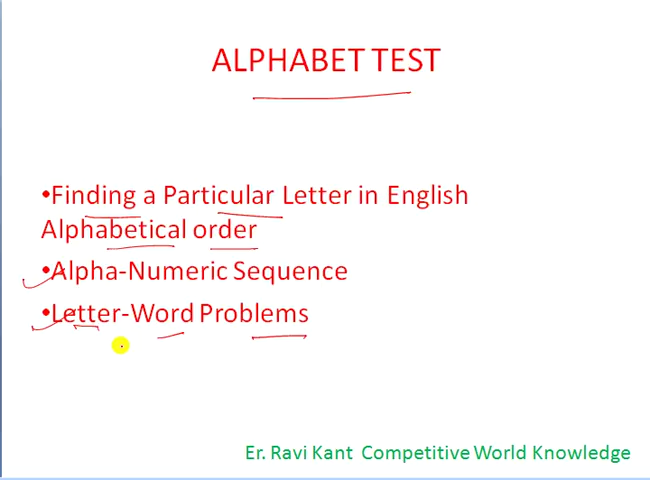 ALPHABET TEST
•Finding a Particular Letter in English
Alphabetical order
•Alpha-Numeric Sequence
•Letter-Word Problems
Er. Ravi Kant Competitive World Knowledge